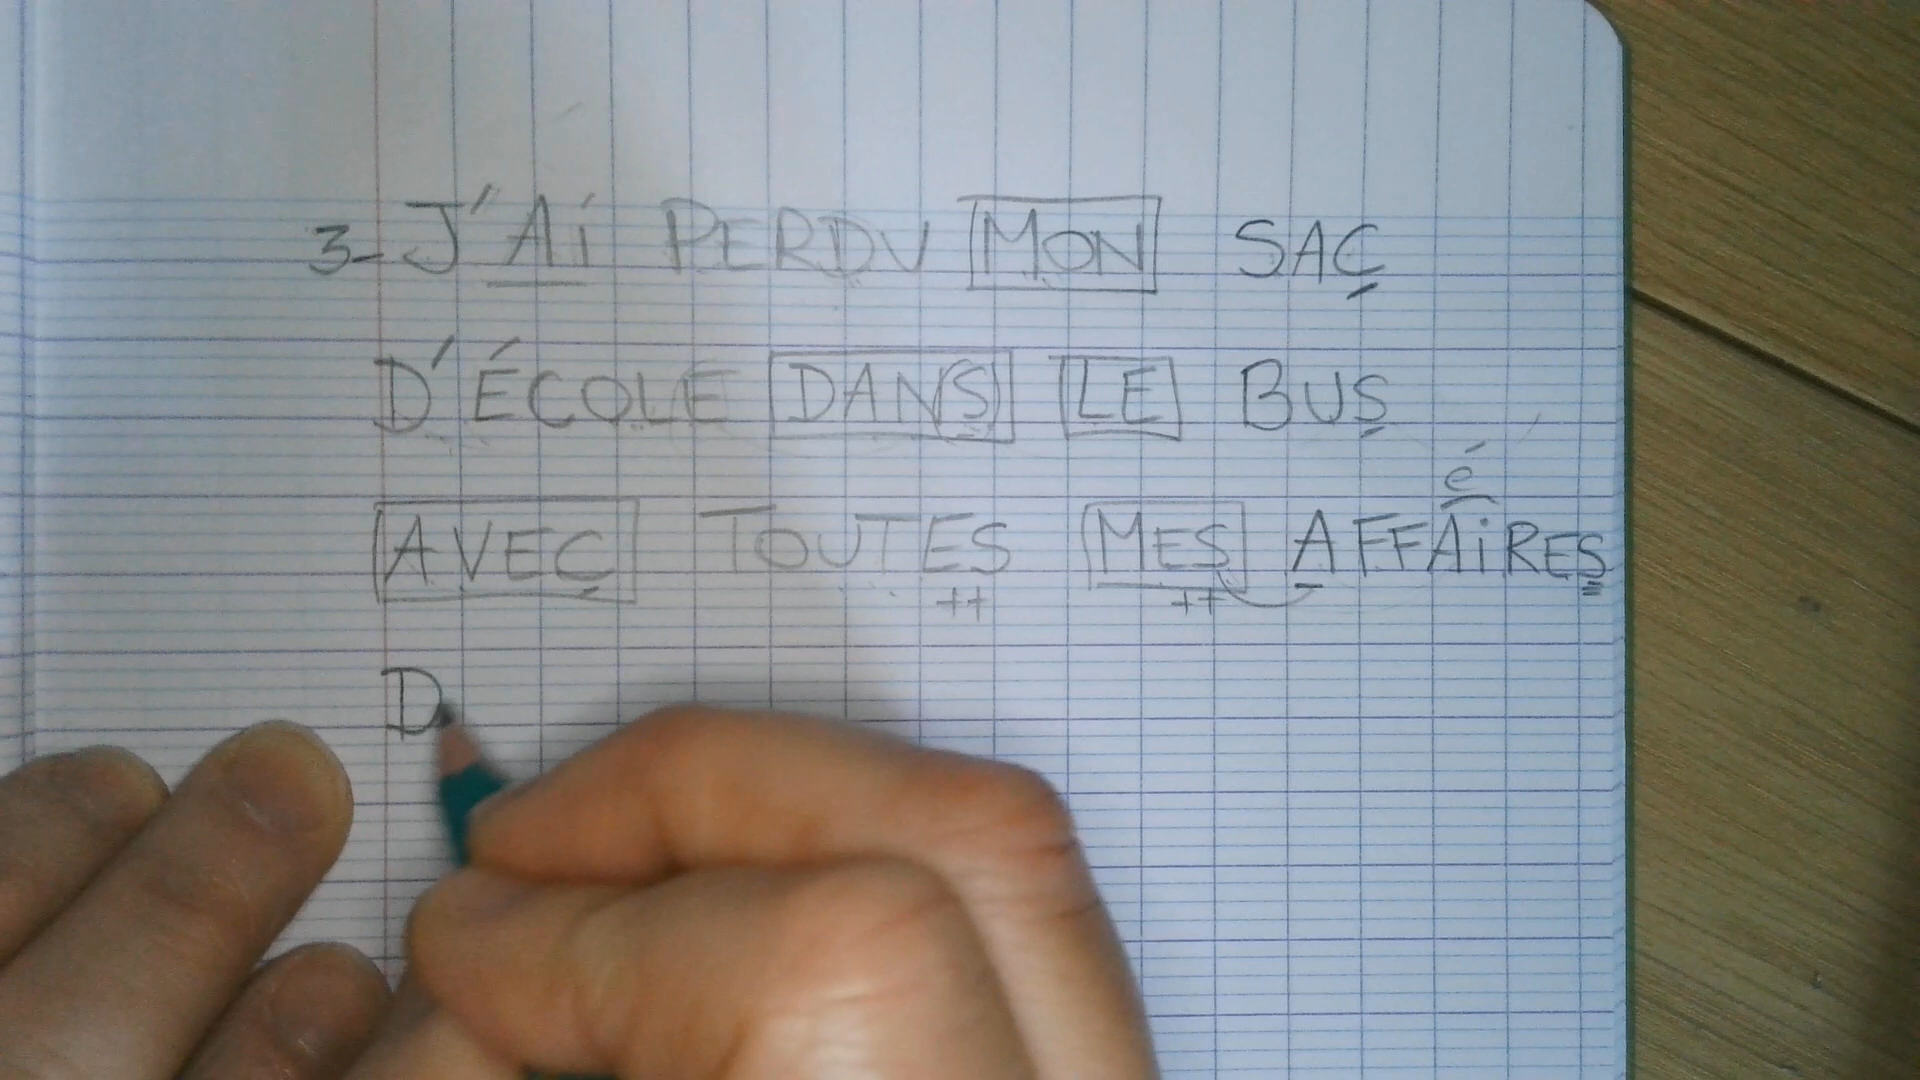 3- J'Ai PERDU MON SAC
D'ÉCOLE DANS LE BUS
é
AVEC TOUTES MES AFFAiRES
++ ++
D